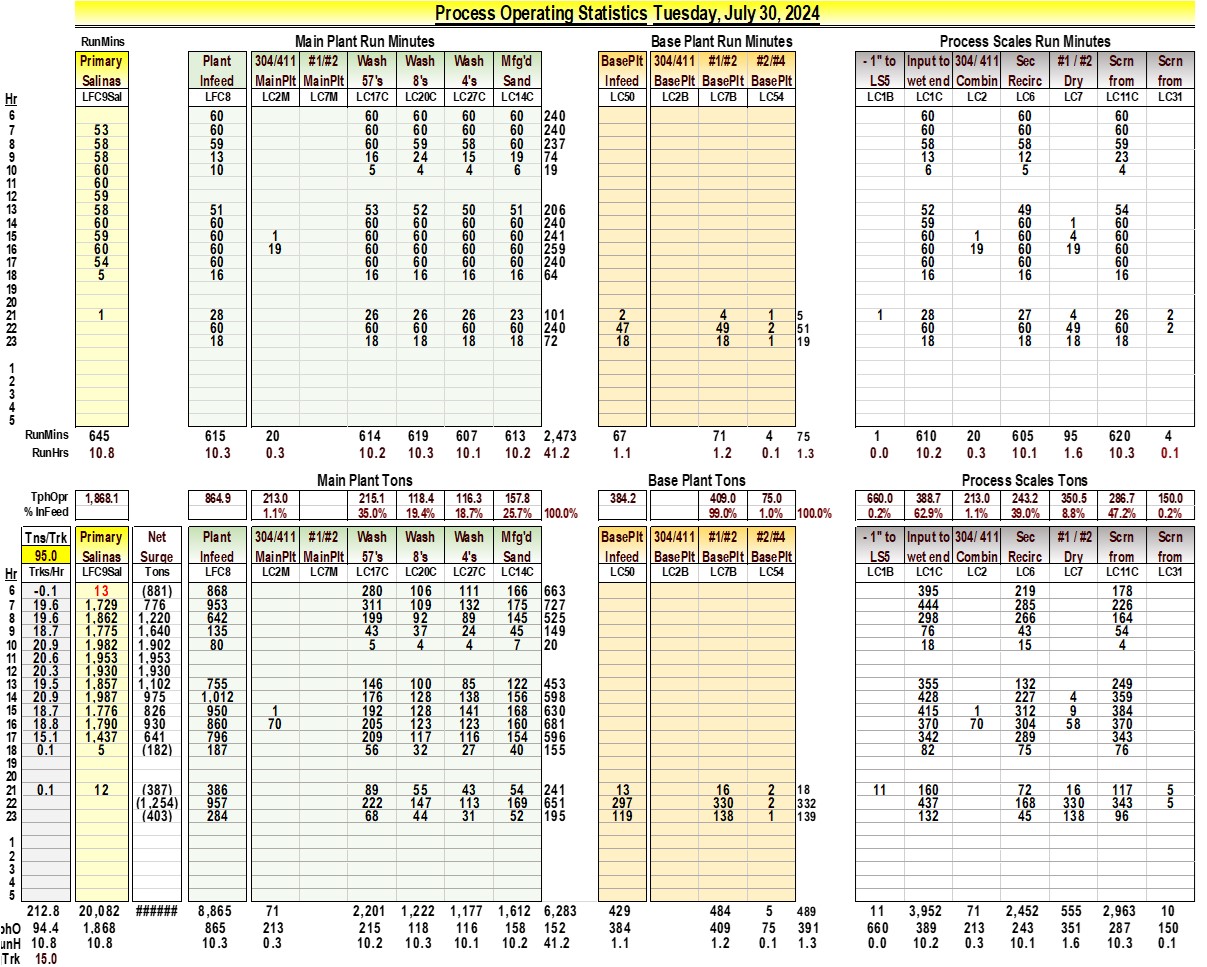 Process Operating Statistics Tuesday, July 30, 2024
RunMins Main Plant Run Minutes Base Plant Run Minutes Process Scales Run Minutes
Primary Plant 304/411 #1/#2 Wash Wash Wash Mfg'd BasePlt 304/411 #1/#2 #2/#4 - 1" to Input to 304/ 411 Sec #1 / #2 Scrn Scrn
Salinas Infeed MainPlt MainPlt 57's 8's 4's Sand Infeed BasePlt BasePlt BasePlt LS5 wet end Combin Recirc Dry from from
Hr LFC9Sal LFC8 LC2M LC7M LC17C LC20C LC27C LC14C LC50 LC2B LC7B LC54 LC1B LC1C LC2 LC6 LC7 LC11C LC31
6 60 60 60 60 60 240 60 60 60
7 53 60 60 60 60 60 240 60 60 60
8 58 59 60 59 58 60 237 58 58 59
9 58 13 16 24 15 19 74 13 12 23
10 60 10 5 4 4 6 19 6 5 4
11 60
12 59
13 58 51 53 52 50 51 206 52 49 54
14 60 60 60 60 60 60 240 59 60 1 60
15 59 60 1 60 60 60 60 241 60 1 60 4 60
16 60 60 19 60 60 60 60 259 60 19 60 19 60
17 54 60 60 60 60 60 240 60 60 60
18 5 16 16 16 16 16 64 16 16 16
19
20
21 1 28 26 26 26 23 101 2 4 1 5 1 28 27 4 26 2
22 60 60 60 60 60 240 47 49 2 51 60 60 49 60 2
23 18 18 18 18 18 72 18 18 1 19 18 18 18 18
1
2
3
4
5
RunMins 645 615 20 614 619 607 613 2,473 67 71 4 75 1 610 20 605 95 620 4
RunHrs 10.8 10.3 0.3 10.2 10.3 10.1 10.2 41.2 1.1 1.2 0.1 1.3 0.0 10.2 0.3 10.1 1.6 10.3 0.1
Main Plant Tons Base Plant Tons Process Scales Tons
TphOpr 1,868.1 864.9 213.0 215.1 118.4 116.3 157.8 384.2 409.0 75.0 660.0 388.7 213.0 243.2 350.5 286.7 150.0
% InFeed 1.1% 35.0% 19.4% 18.7% 25.7% 100.0% 99.0% 1.0% 100.0% 0.2% 62.9% 1.1% 39.0% 8.8% 47.2% 0.2%
Tns/Trk Primary Net Plant 304/411 #1/#2 Wash Wash Wash Mfg'd BasePlt 304/411 #1/#2 #2/#4 - 1" to Input to 304/ 411 Sec #1 / #2 Scrn Scrn
95.0 Salinas Surge Infeed MainPlt MainPlt 57's 8's 4's Sand Infeed BasePlt BasePlt BasePlt LS5 wet end Combin Recirc Dry from from
Hr Trks/Hr LFC9Sal Tons LFC8 LC2M LC7M LC17C LC20C LC27C LC14C LC50 LC2B LC7B LC54 LC1B LC1C LC2 LC6 LC7 LC11C LC31
6 -0.1 13 (881) 868 280 106 111 166 663 395 219 178
7 19.6 1,729 776 953 311 109 132 175 727 444 285 226
8 19.6 1,862 1,220 642 199 92 89 145 525 298 266 164
9 18.7 1,775 1,640 135 43 37 24 45 149 76 43 54
10 20.9 1,982 1,902 80 5 4 4 7 20 18 15 4
11 20.6 1,953 1,953
12 20.3 1,930 1,930
13 19.5 1,857 1,102 755 146 100 85 122 453 355 132 249
14 20.9 1,987 975 1,012 176 128 138 156 598 428 227 4 359
15 18.7 1,776 826 950 1 192 128 141 168 630 415 1 312 9 384
16 18.8 1,790 930 860 70 205 123 123 160 681 370 70 304 58 370
17 15.1 1,437 641 796 209 117 116 154 596 342 289 343
18 0.1 5 (182) 187 56 32 27 40 155 82 75 76
19
20
21 0.1 12 (387) 386 89 55 43 54 241 13 16 2 18 11 160 72 16 117 5
22 (1,254) 957 222 147 113 169 651 297 330 2 332 437 168 330 343 5
23 (403) 284 68 44 31 52 195 119 138 1 139 132 45 138 96
1
2
3
4
5
212.8 20,082 ###### 8,865 71 2,201 1,222 1,177 1,612 6,283 429 484 5 489 11 3,952 71 2,452 555 2,963 10
phO 94.4 1,868 865 213 215 118 116 158 152 384 409 75 391 660 389 213 243 351 287 150
unH 10.8 10.8 10.3 0.3 10.2 10.3 10.1 10.2 41.2 1.1 1.2 0.1 1.3 0.0 10.2 0.3 10.1 1.6 10.3 0.1
Trk 15.0